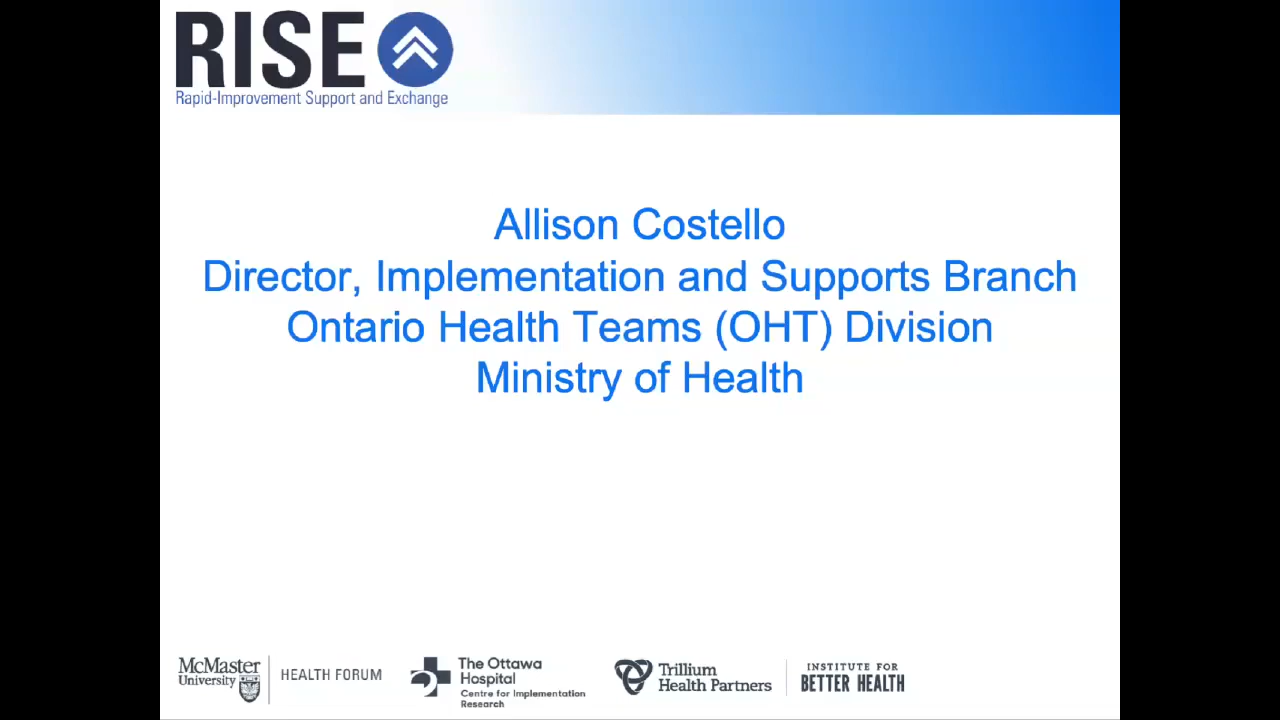 RISE
Rapid-Improvement Support and Exchange
Allison Costello
Director, Implementation and Supports Branch
Ontario Health Teams (OHT) Division
Ministry of Health
McMaster
University
HEALTH FORUM
The Ottawa
Hospital
Centre for Implementation
Research
Trillium
Health Partners
INSTITUTE FOR
BETTER HEALTH